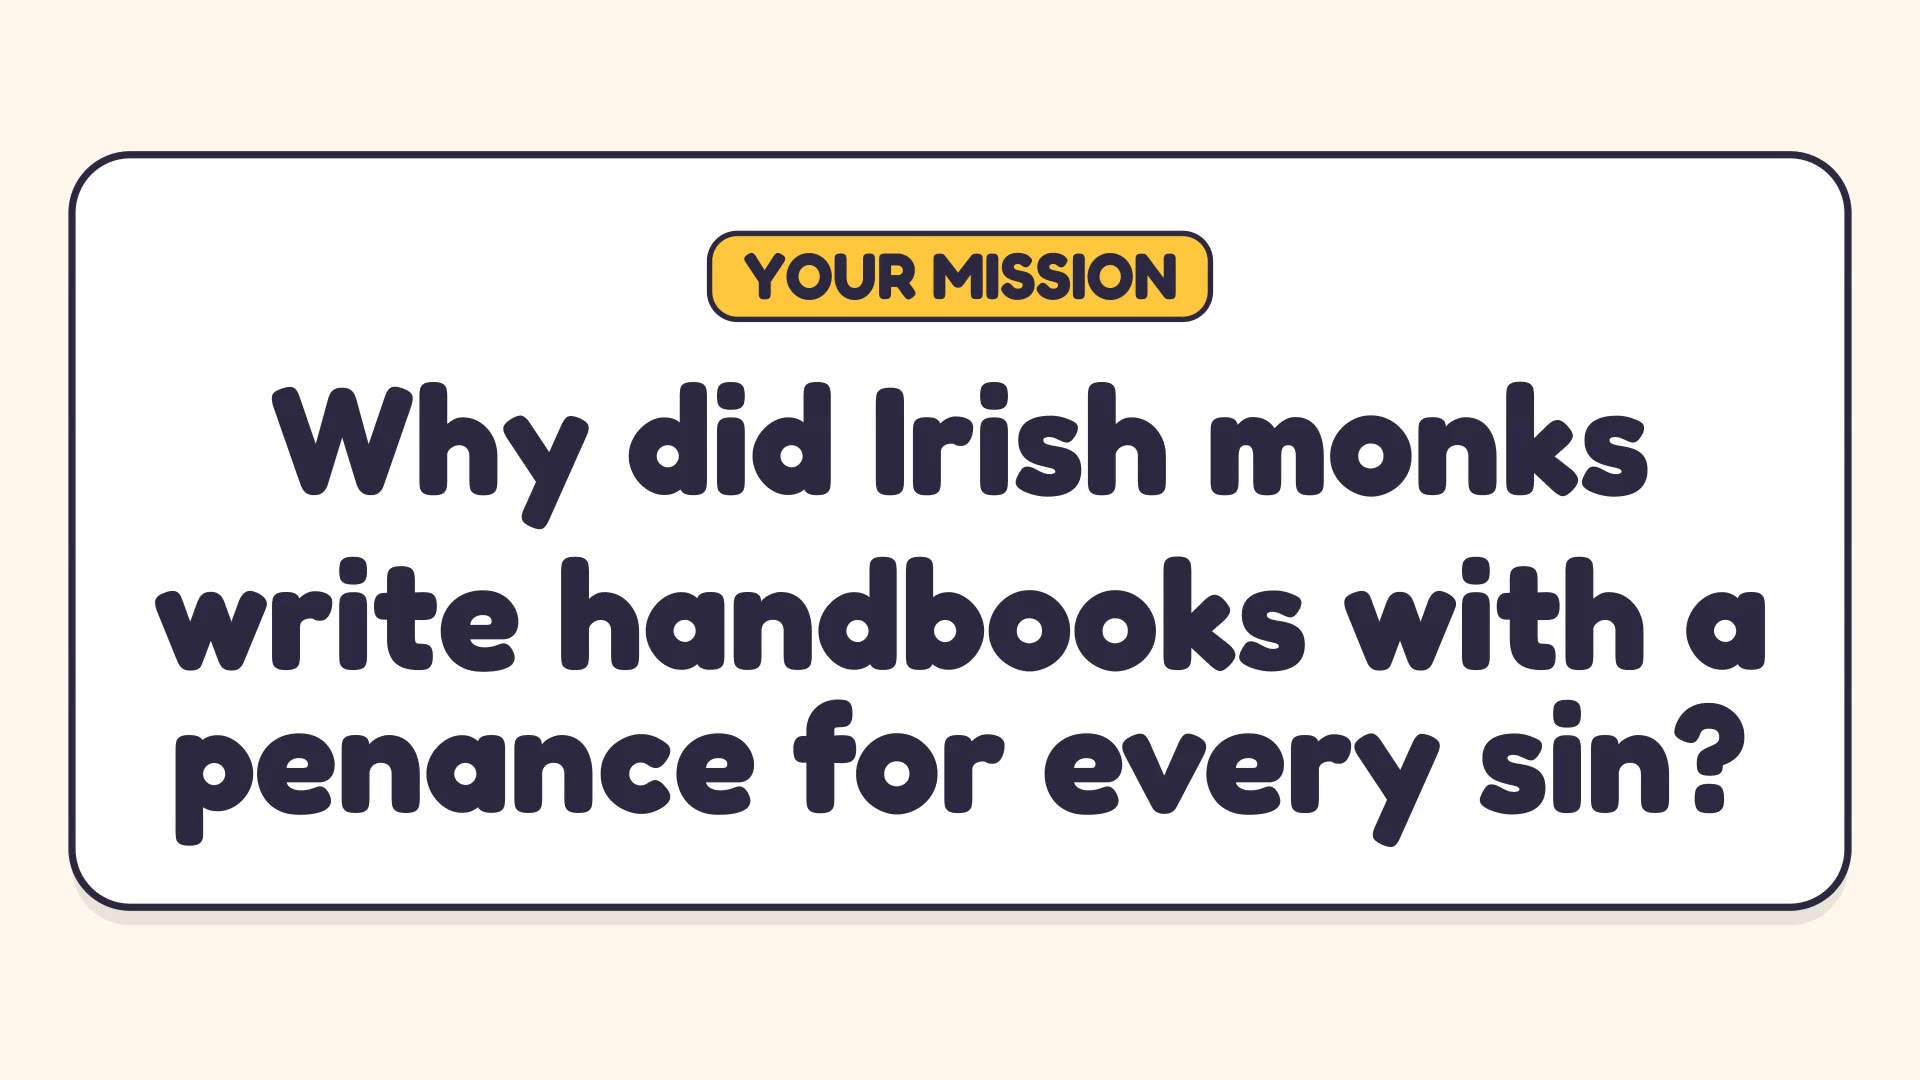 YOUR MISSION
Why did Irish monks
write handbooks with a
penance for every sin?